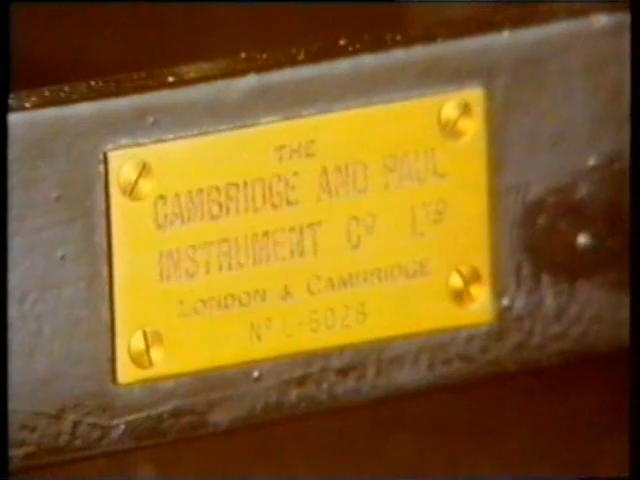 THE
CAMBRIDGE AND PAUL
INSTRUMENT Cº LTD
LONDON & CAMBRIDGE
Nº L-6028